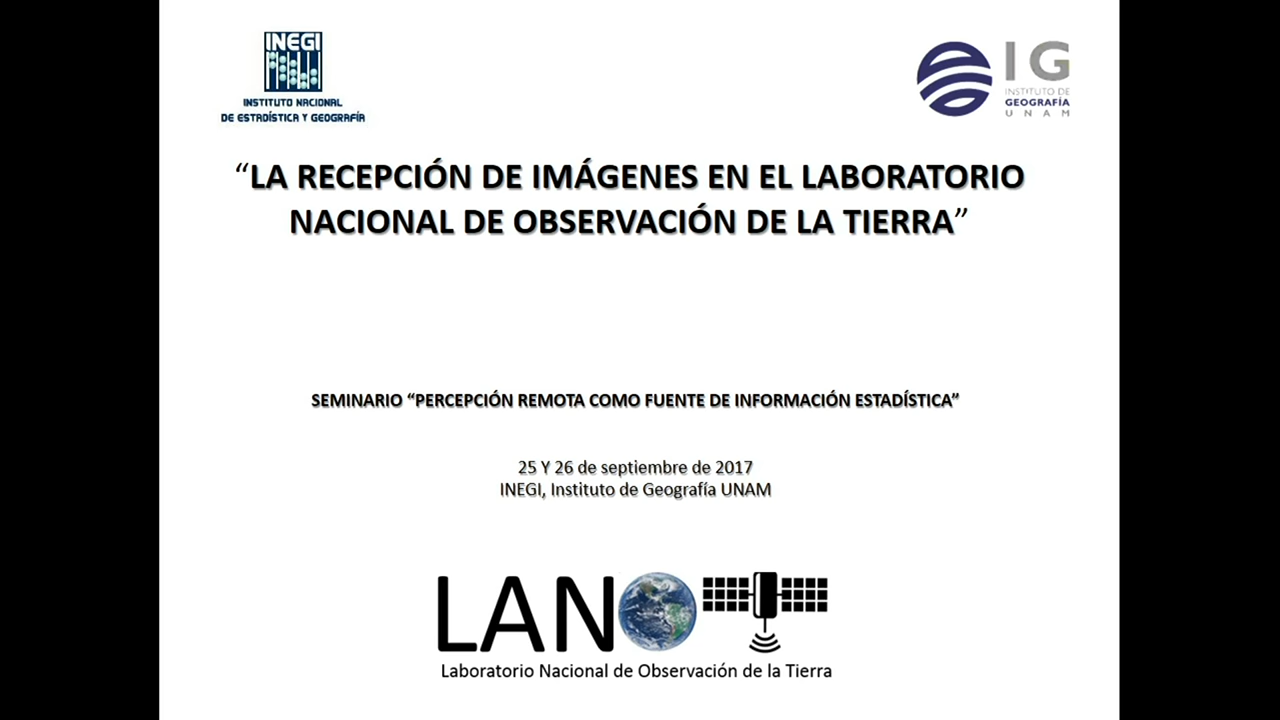 INEGI
INSTITUTO NACIONAL
DE ESTADÍSTICA Y GEOGRAFÍA
IG
INSTITUTO DE
GEOGRAFÍA
UNAM
“LA RECEPCIÓN DE IMÁGENES EN EL LABORATORIO
NACIONAL DE OBSERVACIÓN DE LA TIERRA”
SEMINARIO “PERCEPCIÓN REMOTA COMO FUENTE DE INFORMACIÓN ESTADÍSTICA”
25 Y 26 de septiembre de 2017
INEGI, Instituto de Geografía UNAM
LANOT
Laboratorio Nacional de Observación de la Tierra